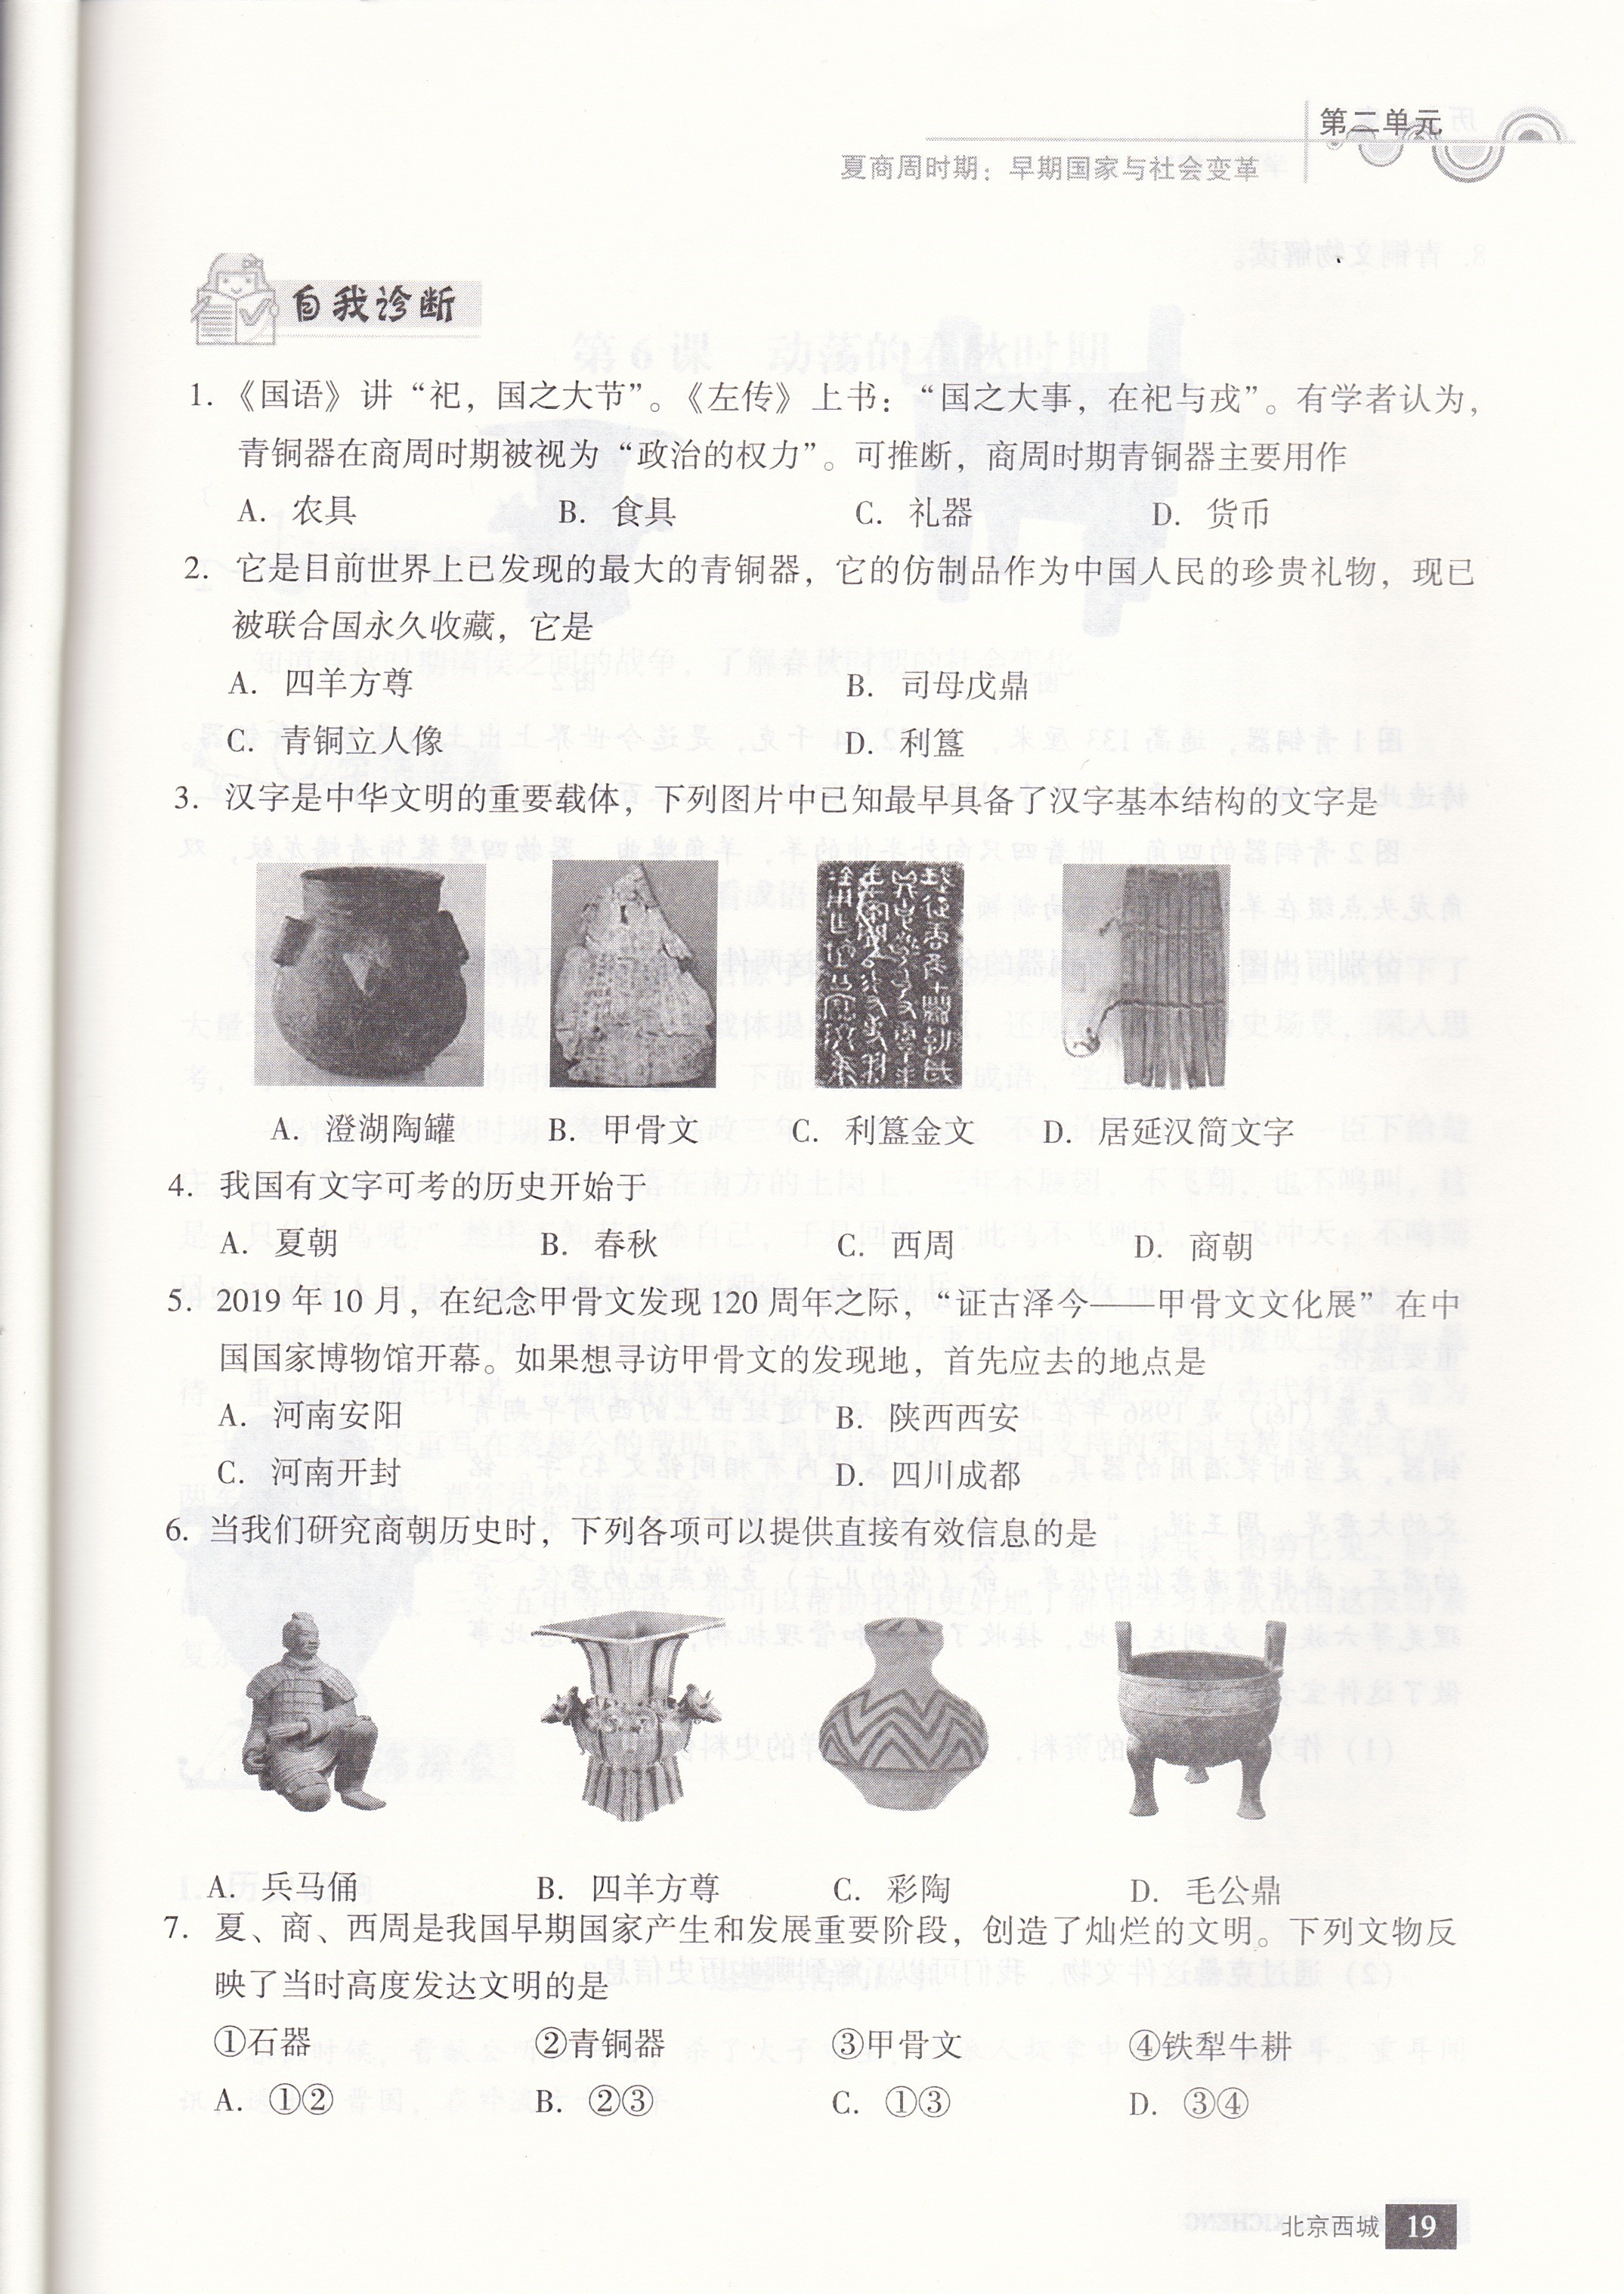 第二单元
夏商周时期：早期国家与社会变革
自我诊断
1. 《国语》讲“祀，国之大节”。《左传》上书：“国之大事，在祀与戎”。有学者认为，
青铜器在商周时期被视为“政治的权力”。可推断，商周时期青铜器主要用作
A. 农具 B. 食具 C. 礼器 D. 货币
2. 它是目前世界上已发现的最大的青铜器，它的仿制品作为中国人民的珍贵礼物，现已
被联合国永久收藏，它是
A. 四羊方尊 B. 司母戊鼎
C. 青铜立人像 D. 利簋
3. 汉字是中华文明的重要载体，下列图片中已知最早具备了汉字基本结构的文字是
A. 澄湖陶罐 B. 甲骨文 C. 利簋金文 D. 居延汉简文字
4. 我国有文字可考的历史开始于
A. 夏朝 B. 春秋 C. 西周 D. 商朝
5. 2019 年 10 月，在纪念甲骨文发现 120 周年之际，“证古泽今——甲骨文文化展”在中
国国家博物馆开幕。如果想寻访甲骨文的发现地，首先应去的地点是
A. 河南安阳 B. 陕西西安
C. 河南开封 D. 四川成都
6. 当我们研究商朝历史时，下列各项可以提供直接有效信息的是
A. 兵马俑 B. 四羊方尊 C. 彩陶 D. 毛公鼎
7. 夏、商、西周是我国早期国家产生和发展重要阶段，创造了灿烂的文明。下列文物反
映了当时高度发达文明的是
①石器 ②青铜器 ③甲骨文 ④铁犁牛耕
A. ①② B. ②③ C. ①③ D. ③④
北京西城 19